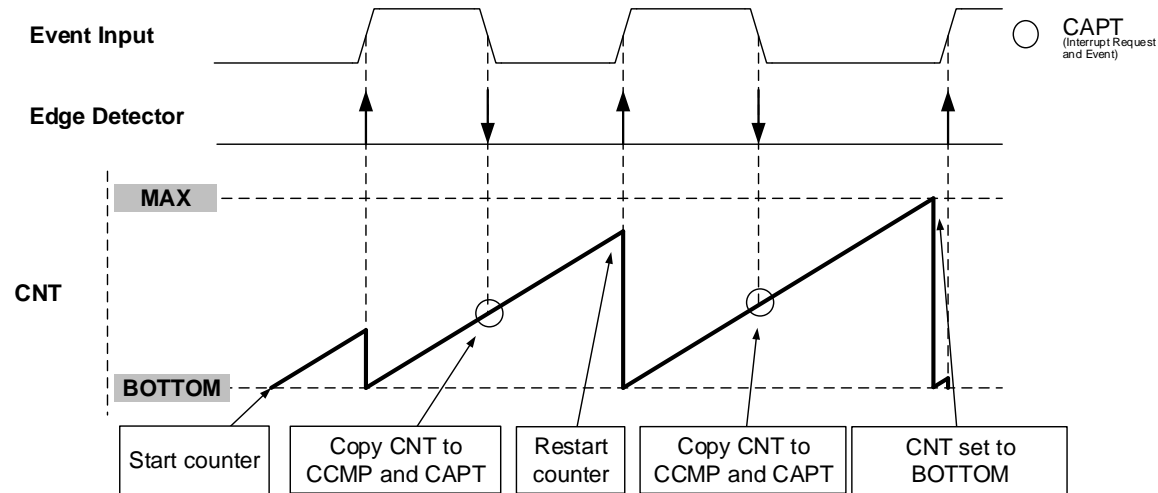 Event Input
CAPT
(Interrupt Request
and Event)
Edge Detector
MAX
CNT
BOTTOM
Start counter
Copy CNT to
CCMP and CAPT
Restart
counter
Copy CNT to
CCMP and CAPT
CNT set to
BOTTOM